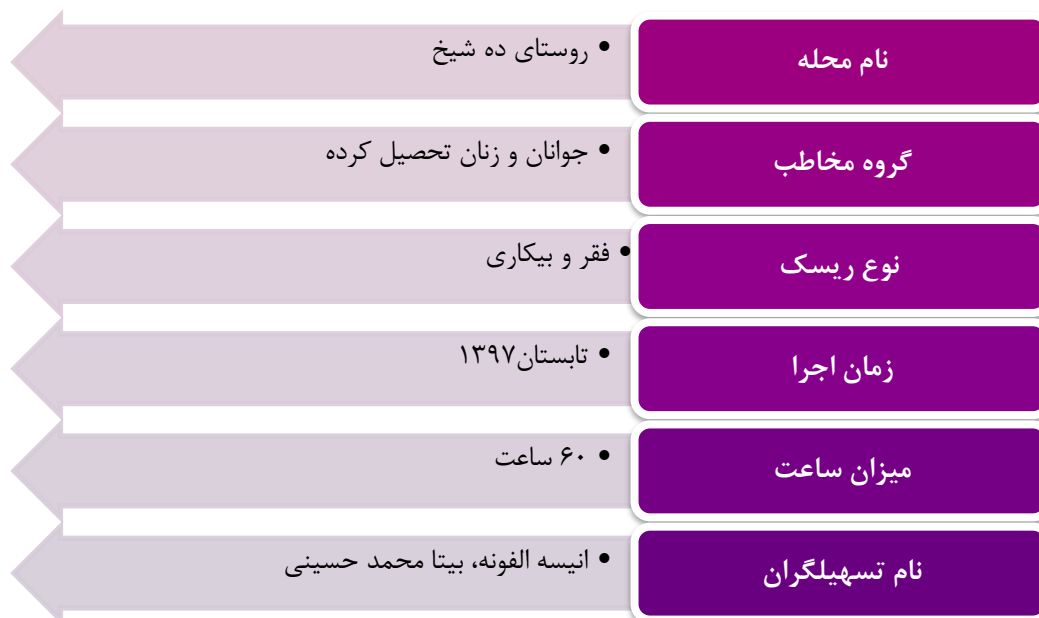 نام محله
• روستای ده شیخ
گروه مخاطب
• جوانان و زنان تحصیل کرده
نوع ریسک
• فقر و بیکاری
زمان اجرا
• تابستان۱۳۹۷
میزان ساعت
• ۶۰ ساعت
نام تسهیلگران
• انیسه الفونه، بیتا محمد حسینی